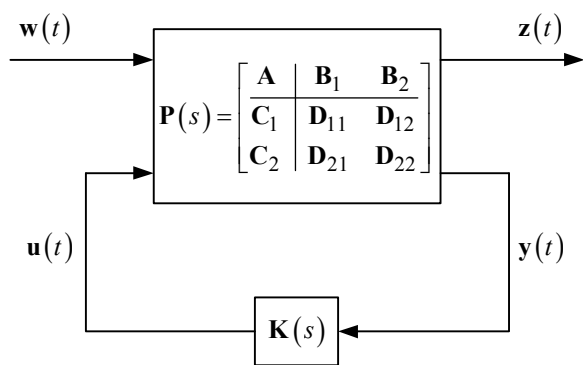 w(t) z(t)
A B₁ B₂
P(s) = C₁ D₁₁ D₁₂
C₂ D₂₁ D₂₂
u(t) y(t)
K(s)